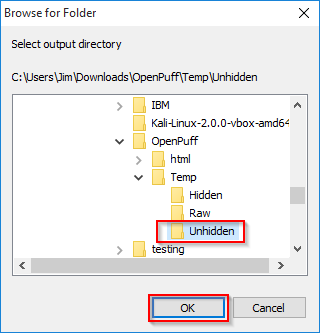 Browse for Folder
Select output directory
C:\Users\Jim\Downloads\OpenPuff\Temp\Unhidden
IBM
Kali-Linux-2.0.0-vbox-amd64
OpenPuff
html
Temp
Hidden
Raw
Unhidden
testing
OK
Cancel